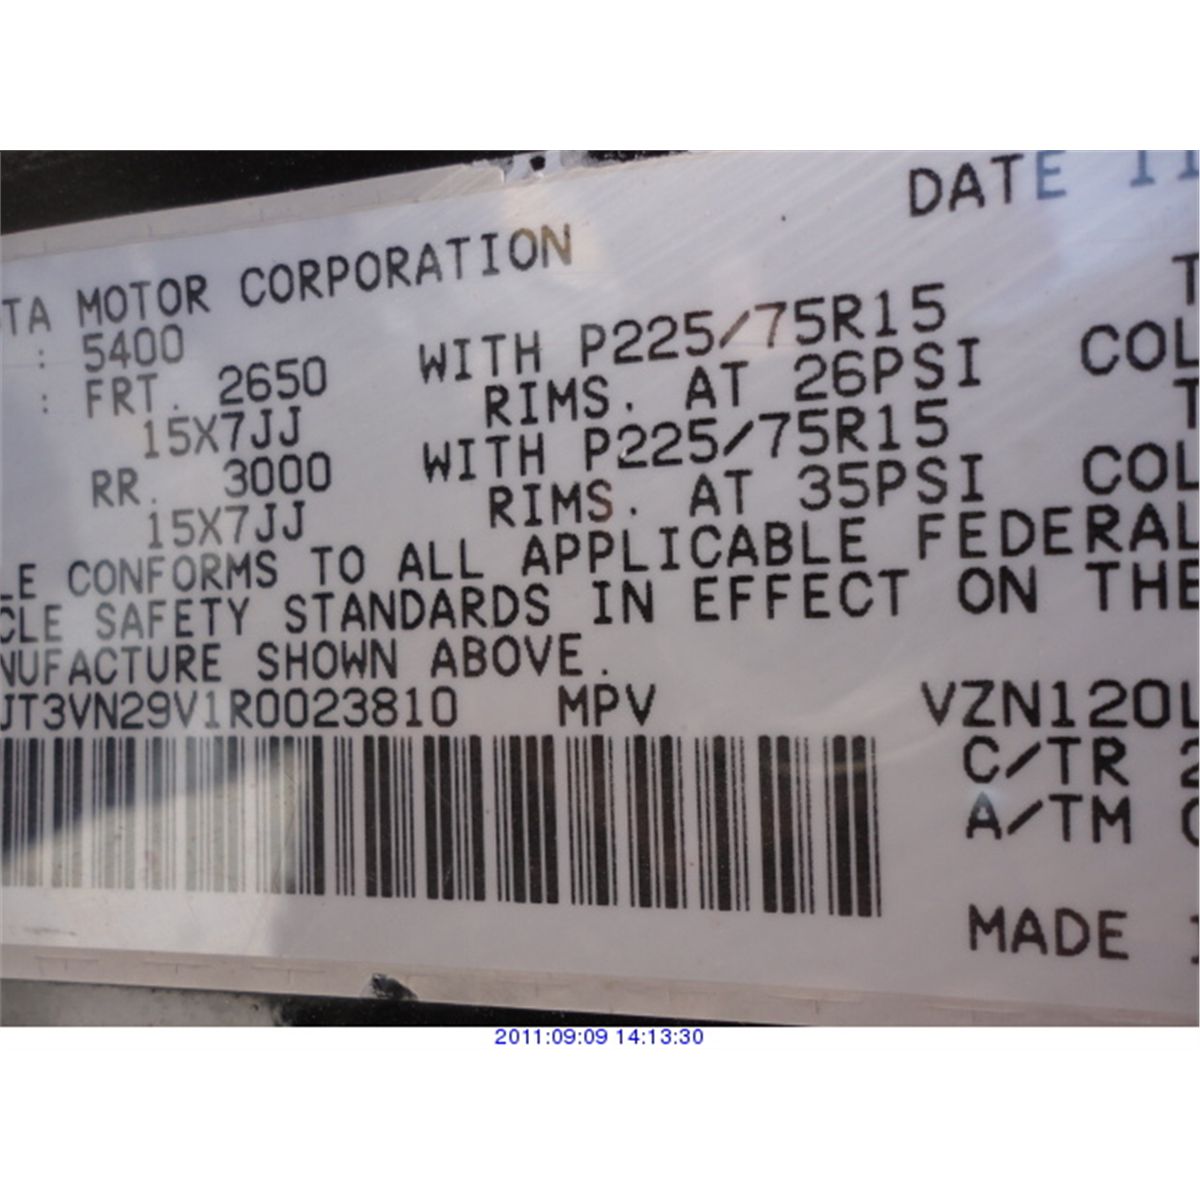 DATE 11
TA MOTOR CORPORATION
: 5400 WITH P225/75R15 T
: FRT. 2650 RIMS. AT 26PSI COL
15X7JJ WITH P225/75R15 T
RR. 3000 RIMS. AT 35PSI COL
15X7JJ
LE CONFORMS TO ALL APPLICABLE FEDERAL
CLE SAFETY STANDARDS IN EFFECT ON THE
NUFACTURE SHOWN ABOVE.
JT3VN29V1R0023810 MPV VZN120L
C/TR 2
A/TM
MADE
2011:09:09 14:13:30